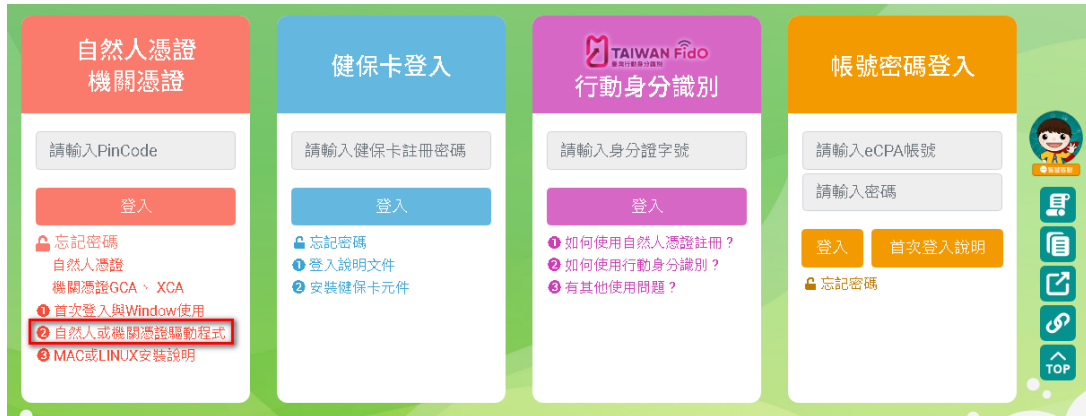 自然人憑證
機關憑證
請輸入PinCode
登入
忘記密碼
自然人憑證
機關憑證GCA、XCA
❶ 首次登入與Window使用
❷ 自然人或機關憑證驅動程式
❸ MAC或LINUX安裝說明
健保卡登入
請輸入健保卡註冊密碼
登入
忘記密碼
❶ 登入說明文件
❷ 安裝健保卡元件
TAIWAN FidO
臺灣行動身分識別
行動身分識別
請輸入身分證字號
登入
❶ 如何使用自然人憑證註冊？
❷ 如何使用行動身分識別？
❸ 有其他使用問題？
帳號密碼登入
請輸入eCPA帳號
請輸入密碼
登入
首次登入說明
忘記密碼
TOP